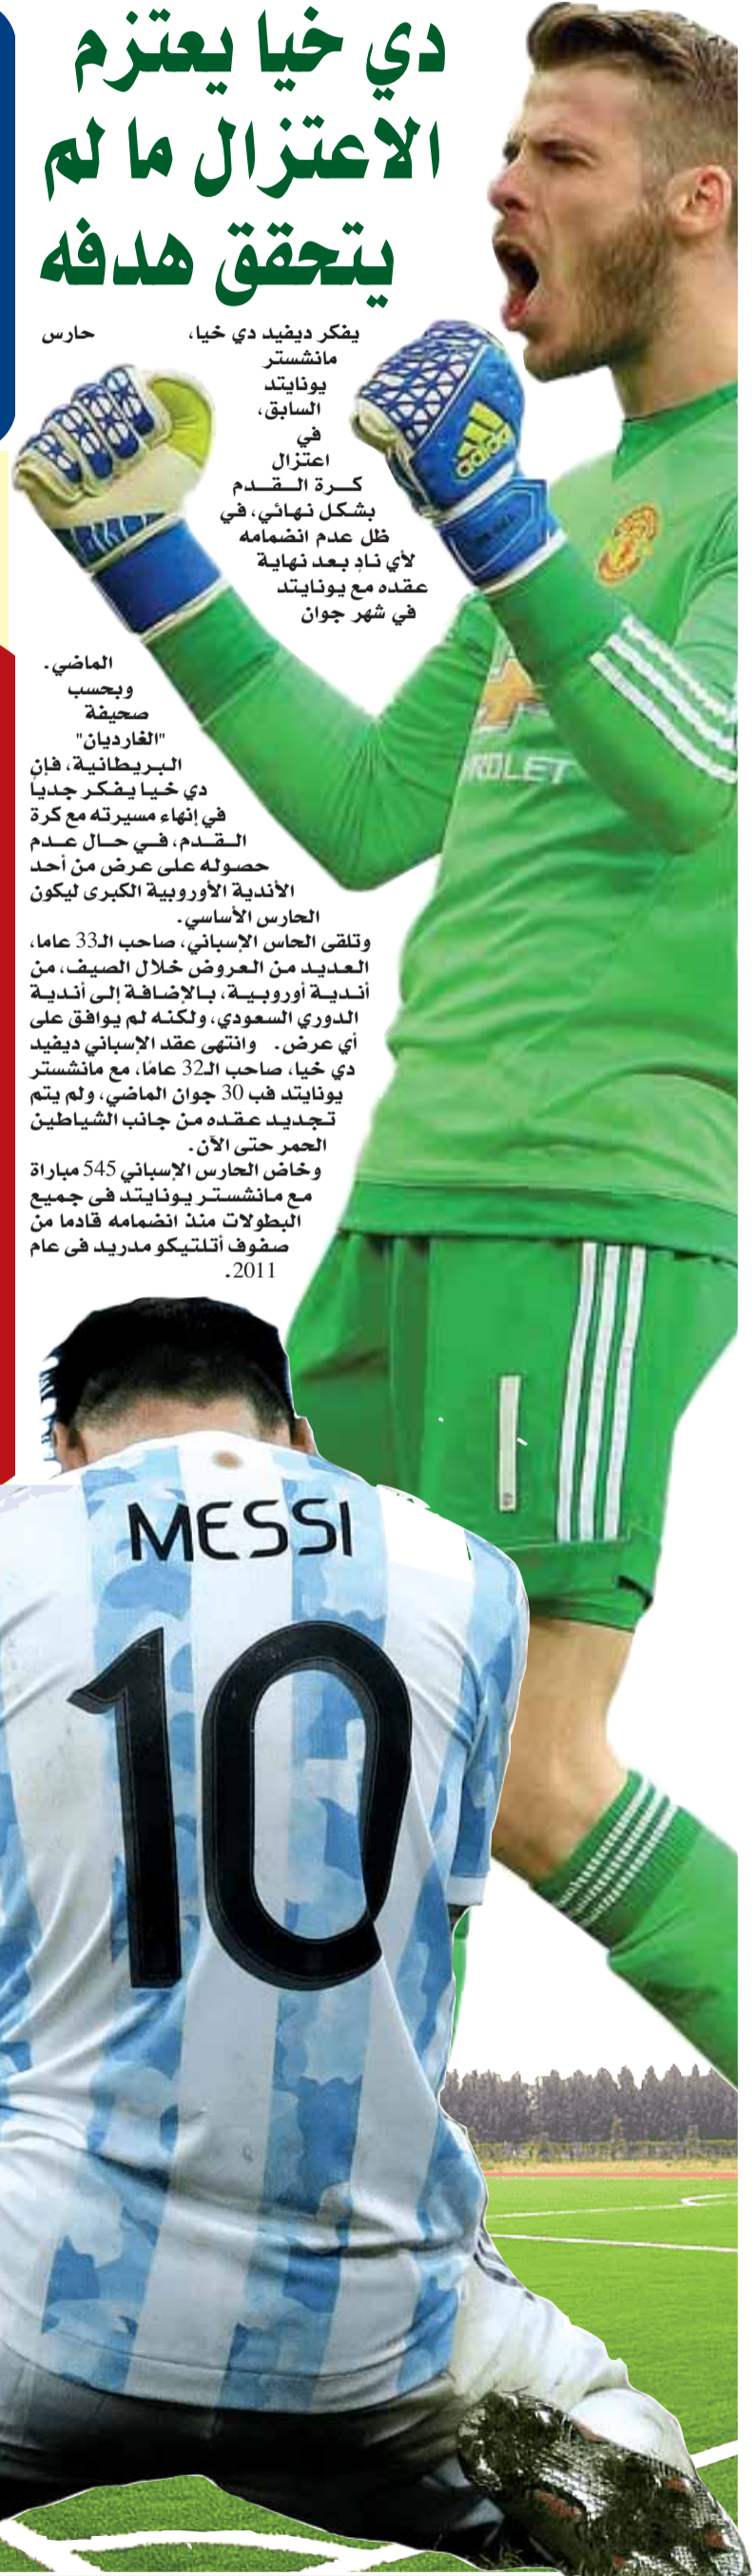 دي خيا يعتزم
الاعتزال ما لم
يتحقق هدفه
يفكر ديفيد دي خيا، حارس
مانشستر
يونايتد
السابق،
في
اعتزال
كرة القدم
بشكل نهائي، في
ظل عدم انضمامه
لأي نادٍ بعد نهاية
عقده مع يونايتد
في شهر جوان
الماضي.
وبحسب
صحيفة
"الغارديان"
البريطانية، فإن
دي خيا يفكر جدياً
في إنهاء مسيرته مع كرة
القدم، في حال عدم
حصوله على عرض من أحد
الأندية الأوروبية الكبرى ليكون
الحارس الأساسي.
وتلقى الحاس الإسباني، صاحب الـ33 عاما،
العديد من العروض خلال الصيف، من
أندية أوروبية، بالإضافة إلى أندية
الدوري السعودي، ولكنه لم يوافق على
أي عرض. وانتهى عقد الإسباني ديفيد
دي خيا، صاحب الـ32 عامًا، مع مانشستر
يونايتد فب 30 جوان الماضي، ولم يتم
تجديد عقده من جانب الشياطين
الحمر حتى الآن.
وخاض الحارس الإسباني 545 مباراة
مع مانشستر يونايتد فى جميع
البطولات منذ انضمامه قادما من
صفوف أتلتيكو مدريد فى عام
2011.
adidas
ROLET
MESSI
10